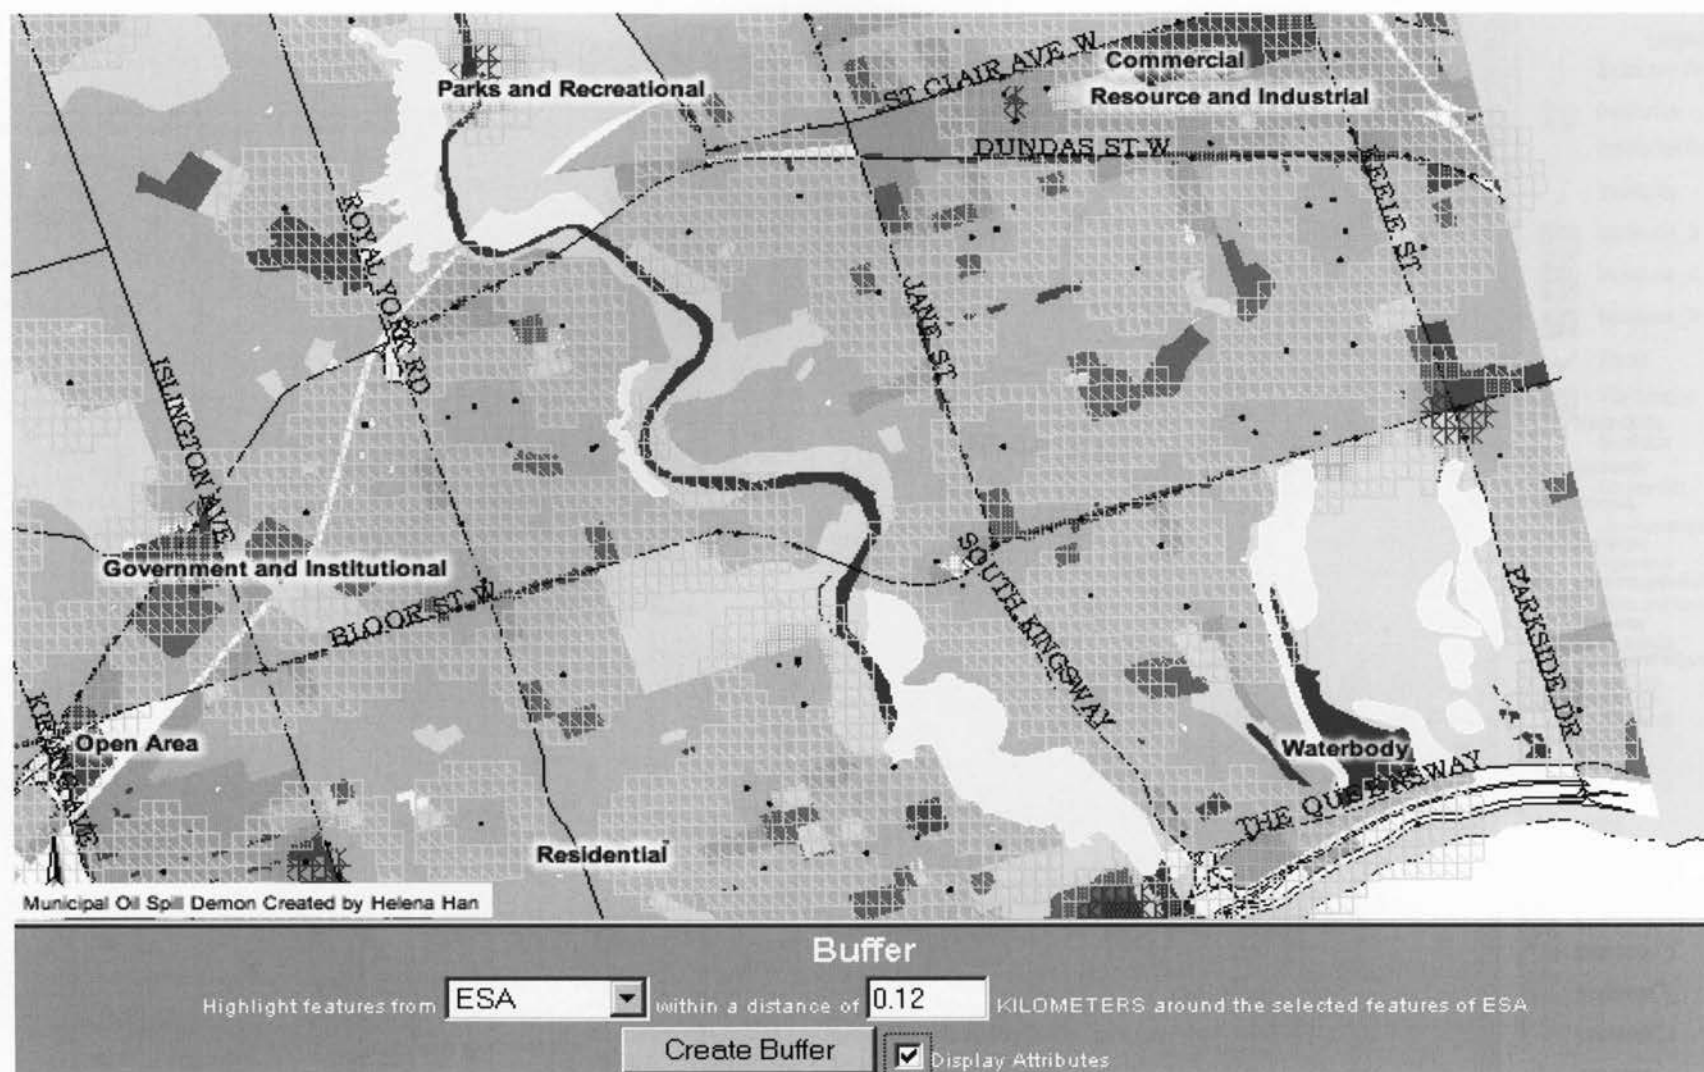 Parks and Recreational
ST CLAIR AVE W
Commercial
Resource and Industrial
DUNDAS ST W
KEELE ST
ROYAL YORK RD
JANE ST
ISLINGTON AVE
Government and Institutional
BLOOR ST W
SOUTH KINGSWAY
PARKSIDE DR
Open Area
Waterbody
THE QUEENSWAY
Residential
Municipal Oil Spill Demon Created by Helena Han
Buffer
Highlight features from ESA within a distance of 0.12 KILOMETERS around the selected features of ESA
Create Buffer Display Attributes